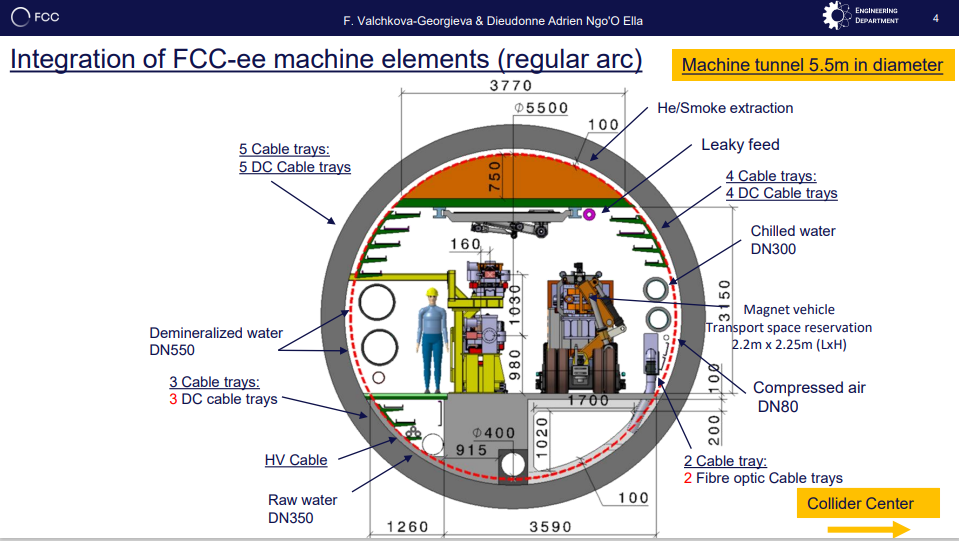 FCC
F. Valchkova-Georgieva & Dieudonne Adrien Ngo'O Ella
ENGINEERING
DEPARTMENT
4
Integration of FCC-ee machine elements (regular arc)
Machine tunnel 5.5m in diameter
3770
Φ5500
100
He/Smoke extraction
Leaky feed
5 Cable trays:
5 DC Cable trays
750
4 Cable trays:
4 DC Cable trays
Chilled water
DN300
160
1030
3150
Magnet vehicle
Transport space reservation
2.2m x 2.25m (LxH)
Demineralized water
DN550
980
3 Cable trays:
3 DC cable trays
100
Compressed air
DN80
1700
Φ400
1020
200
915
HV Cable
2 Cable tray:
2 Fibre optic Cable trays
Raw water
DN350
100
Collider Center
1260
3590